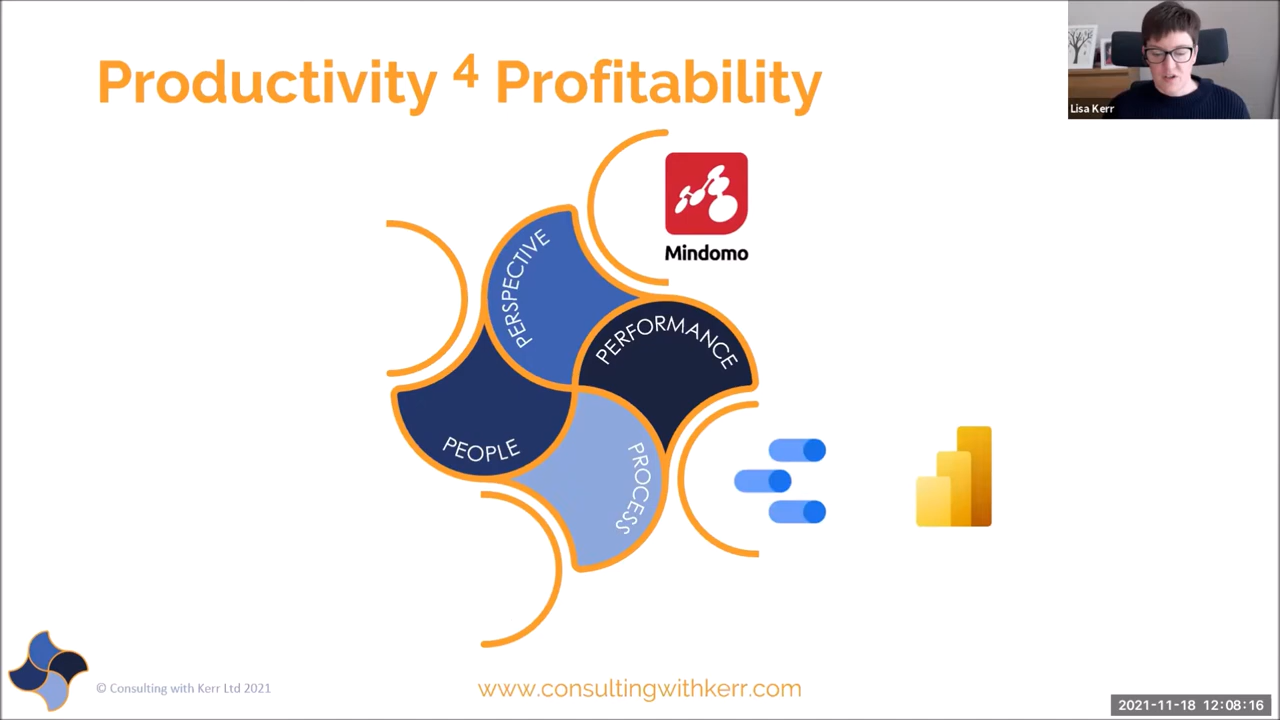 Productivity ⁴ Profitability
Lisa Kerr
Mindomo
PERSPECTIVE
PERFORMANCE
PEOPLE
PROCESS
© Consulting with Kerr Ltd 2021
www.consultingwithkerr.com
2021-11-18 12:08:16